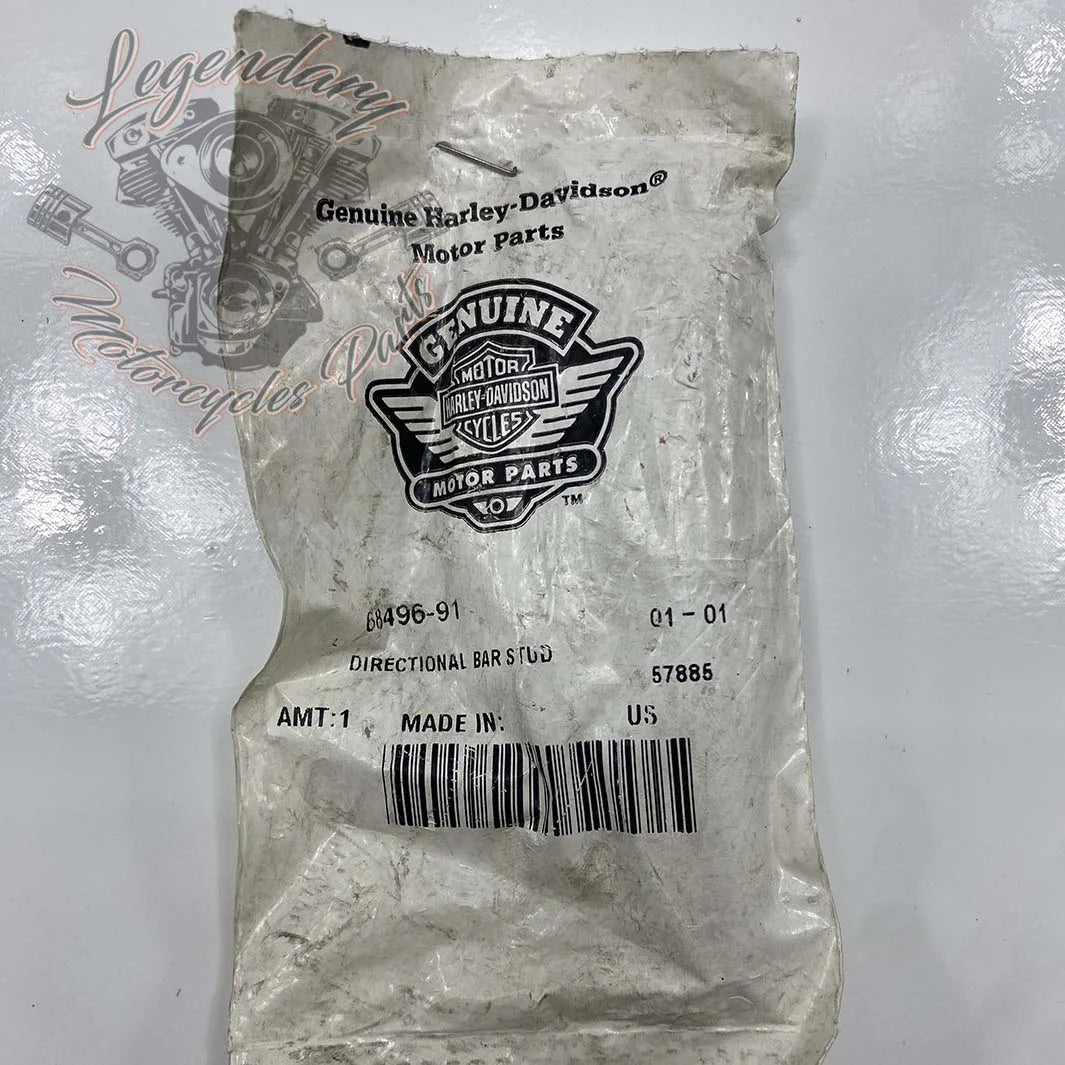 Legendary
Motorcycles Parts
Genuine Harley-Davidson®
Motor Parts
GENUINE
MOTOR
HARLEY-DAVIDSON
CYCLES
MOTOR PARTS
TM
68496-91 01-01
DIRECTIONAL BAR STUD
57885
AMT:1 MADE IN: US